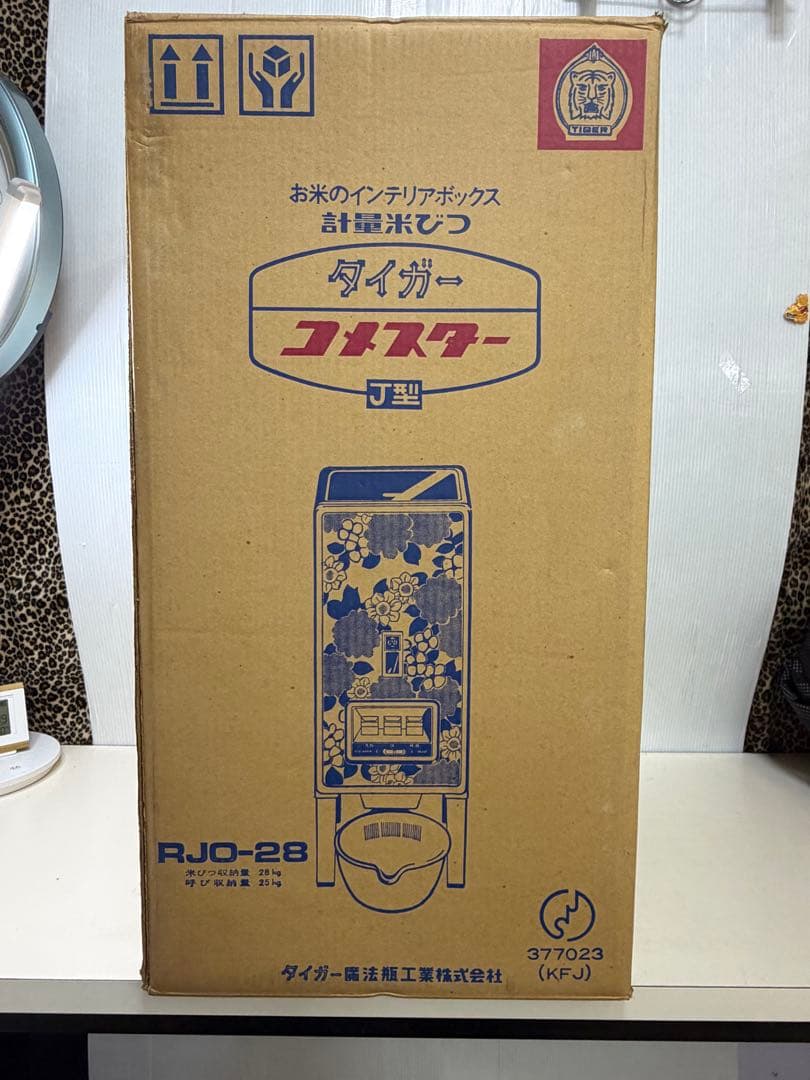 TIGER
お米のインテリアボックス
計量米びつ
タイガー
コメスター
J型
RJO-28
米びつ収納量 28kg
呼び収納量 25kg
377023
(KFJ)
タイガー魔法瓶工業株式会社